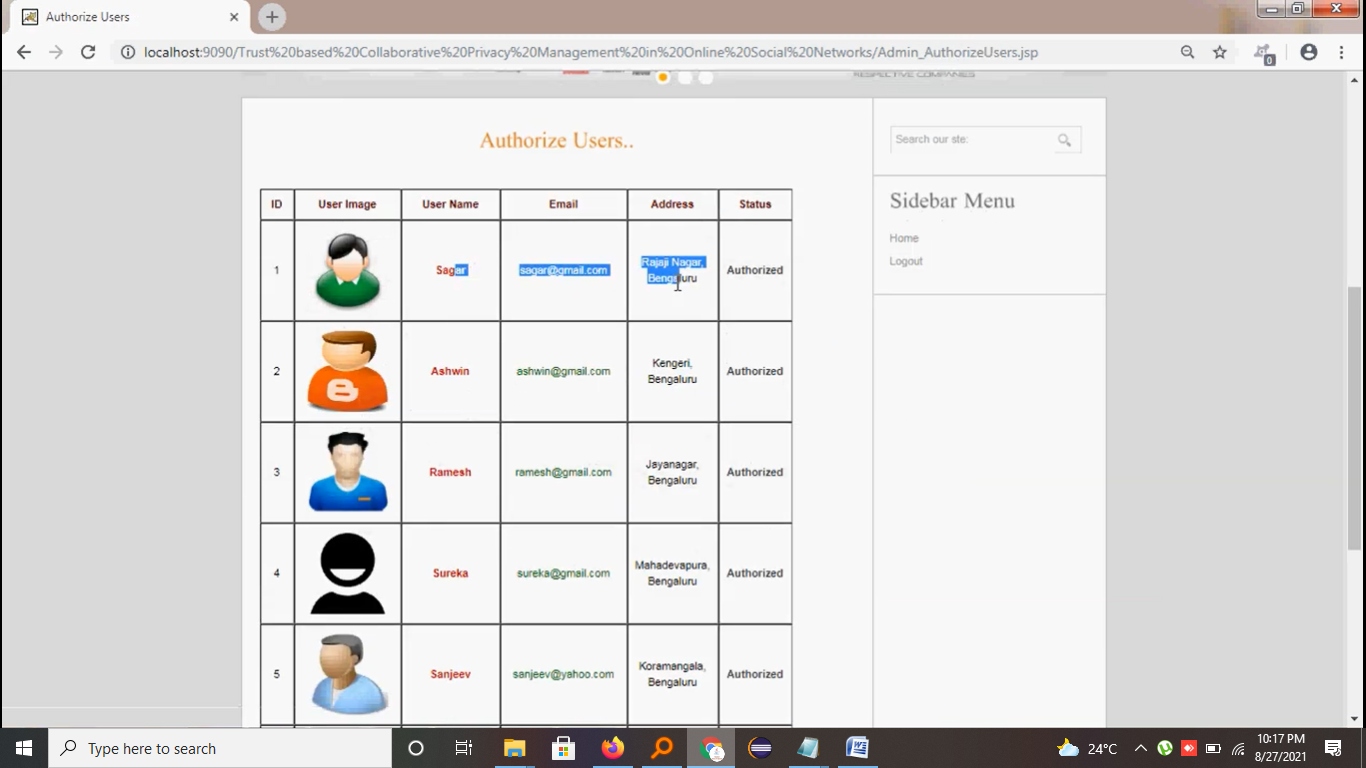 Authorize Users
localhost:9090/Trust%20based%20Collaborative%20Privacy%20Management%20in%20Online%20Social%20Networks/Admin_AuthorizeUsers.jsp
0
RESPECTIVE COMPANIES
Authorize Users..
Search our ste:
Sidebar Menu
Home
Logout
ID User Image User Name Email Address Status
1 Sagar sagar@gmail.com Rajaji Nagar, Bengaluru Authorized
2 Ashwin ashwin@gmail.com Kengeri, Bengaluru Authorized
3 Ramesh ramesh@gmail.com Jayanagar, Bengaluru Authorized
4 Sureka sureka@gmail.com Mahadevapura, Bengaluru Authorized
5 Sanjeev sanjeev@yahoo.com Koramangala, Bengaluru Authorized
Type here to search
24°C
10:17 PM
8/27/2021